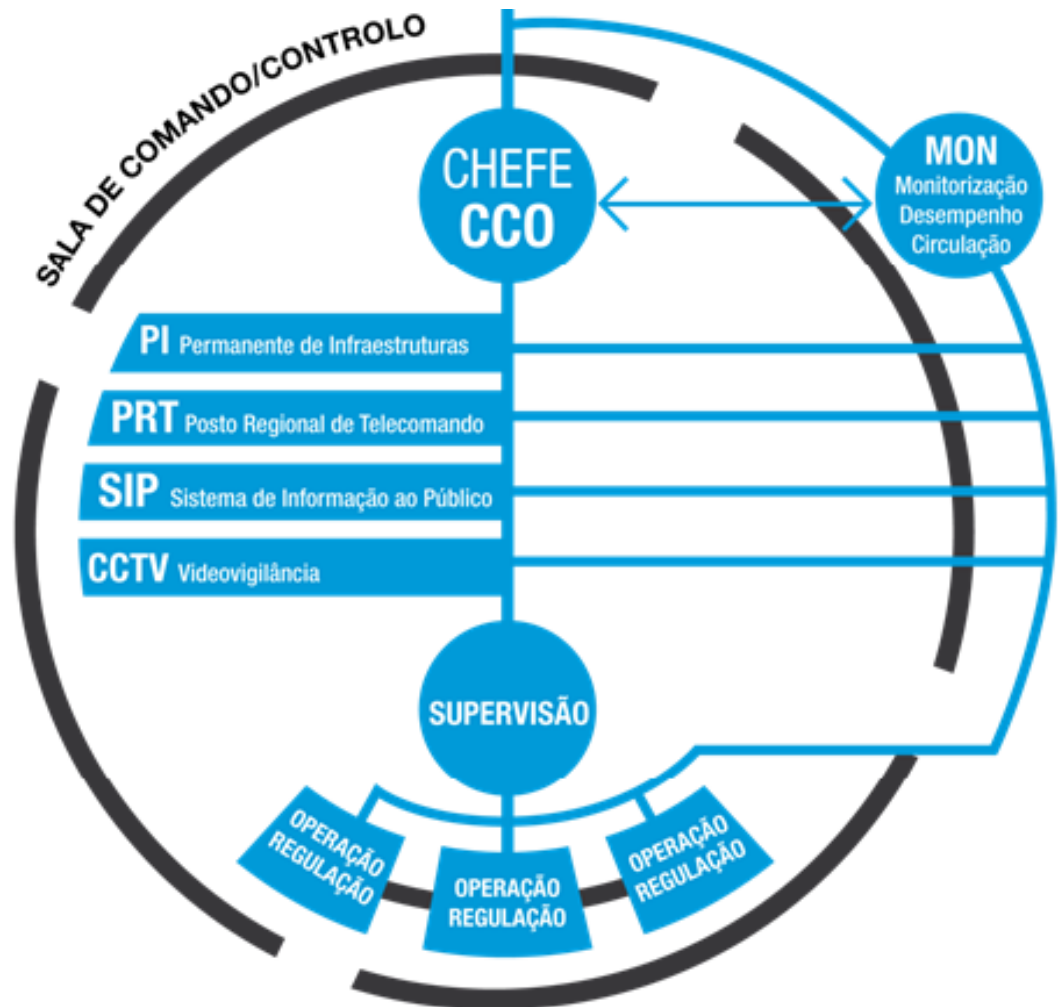 SALA DE COMANDO/CONTROLO
CHEFE
CCO
MON
Monitorização
Desempenho
Circulação
PI Permanente de Infraestruturas
PRT Posto Regional de Telecomando
SIP Sistema de Informação ao Público
CCTV Videovigilância
SUPERVISÃO
OPERAÇÃO
REGULAÇÃO
OPERAÇÃO
REGULAÇÃO
OPERAÇÃO
REGULAÇÃO